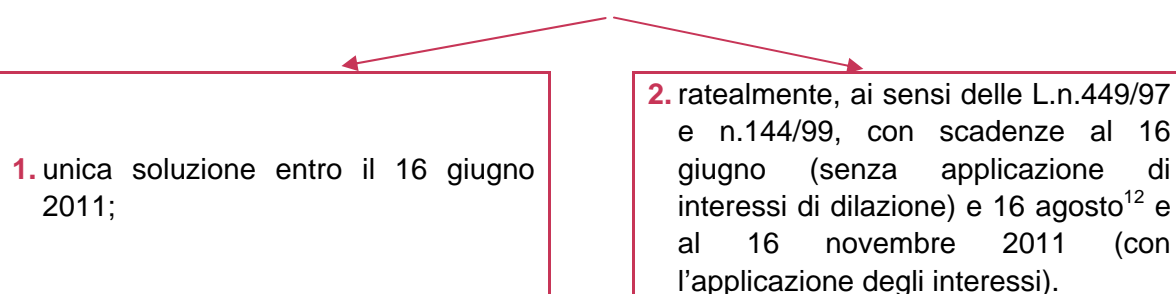 1. unica soluzione entro il 16 giugno
2011;
2. ratealmente, ai sensi delle L.n.449/97
e n.144/99, con scadenze al 16
giugno (senza applicazione di
interessi di dilazione) e 16 agosto12 e
al 16 novembre 2011 (con
l'applicazione degli interessi).